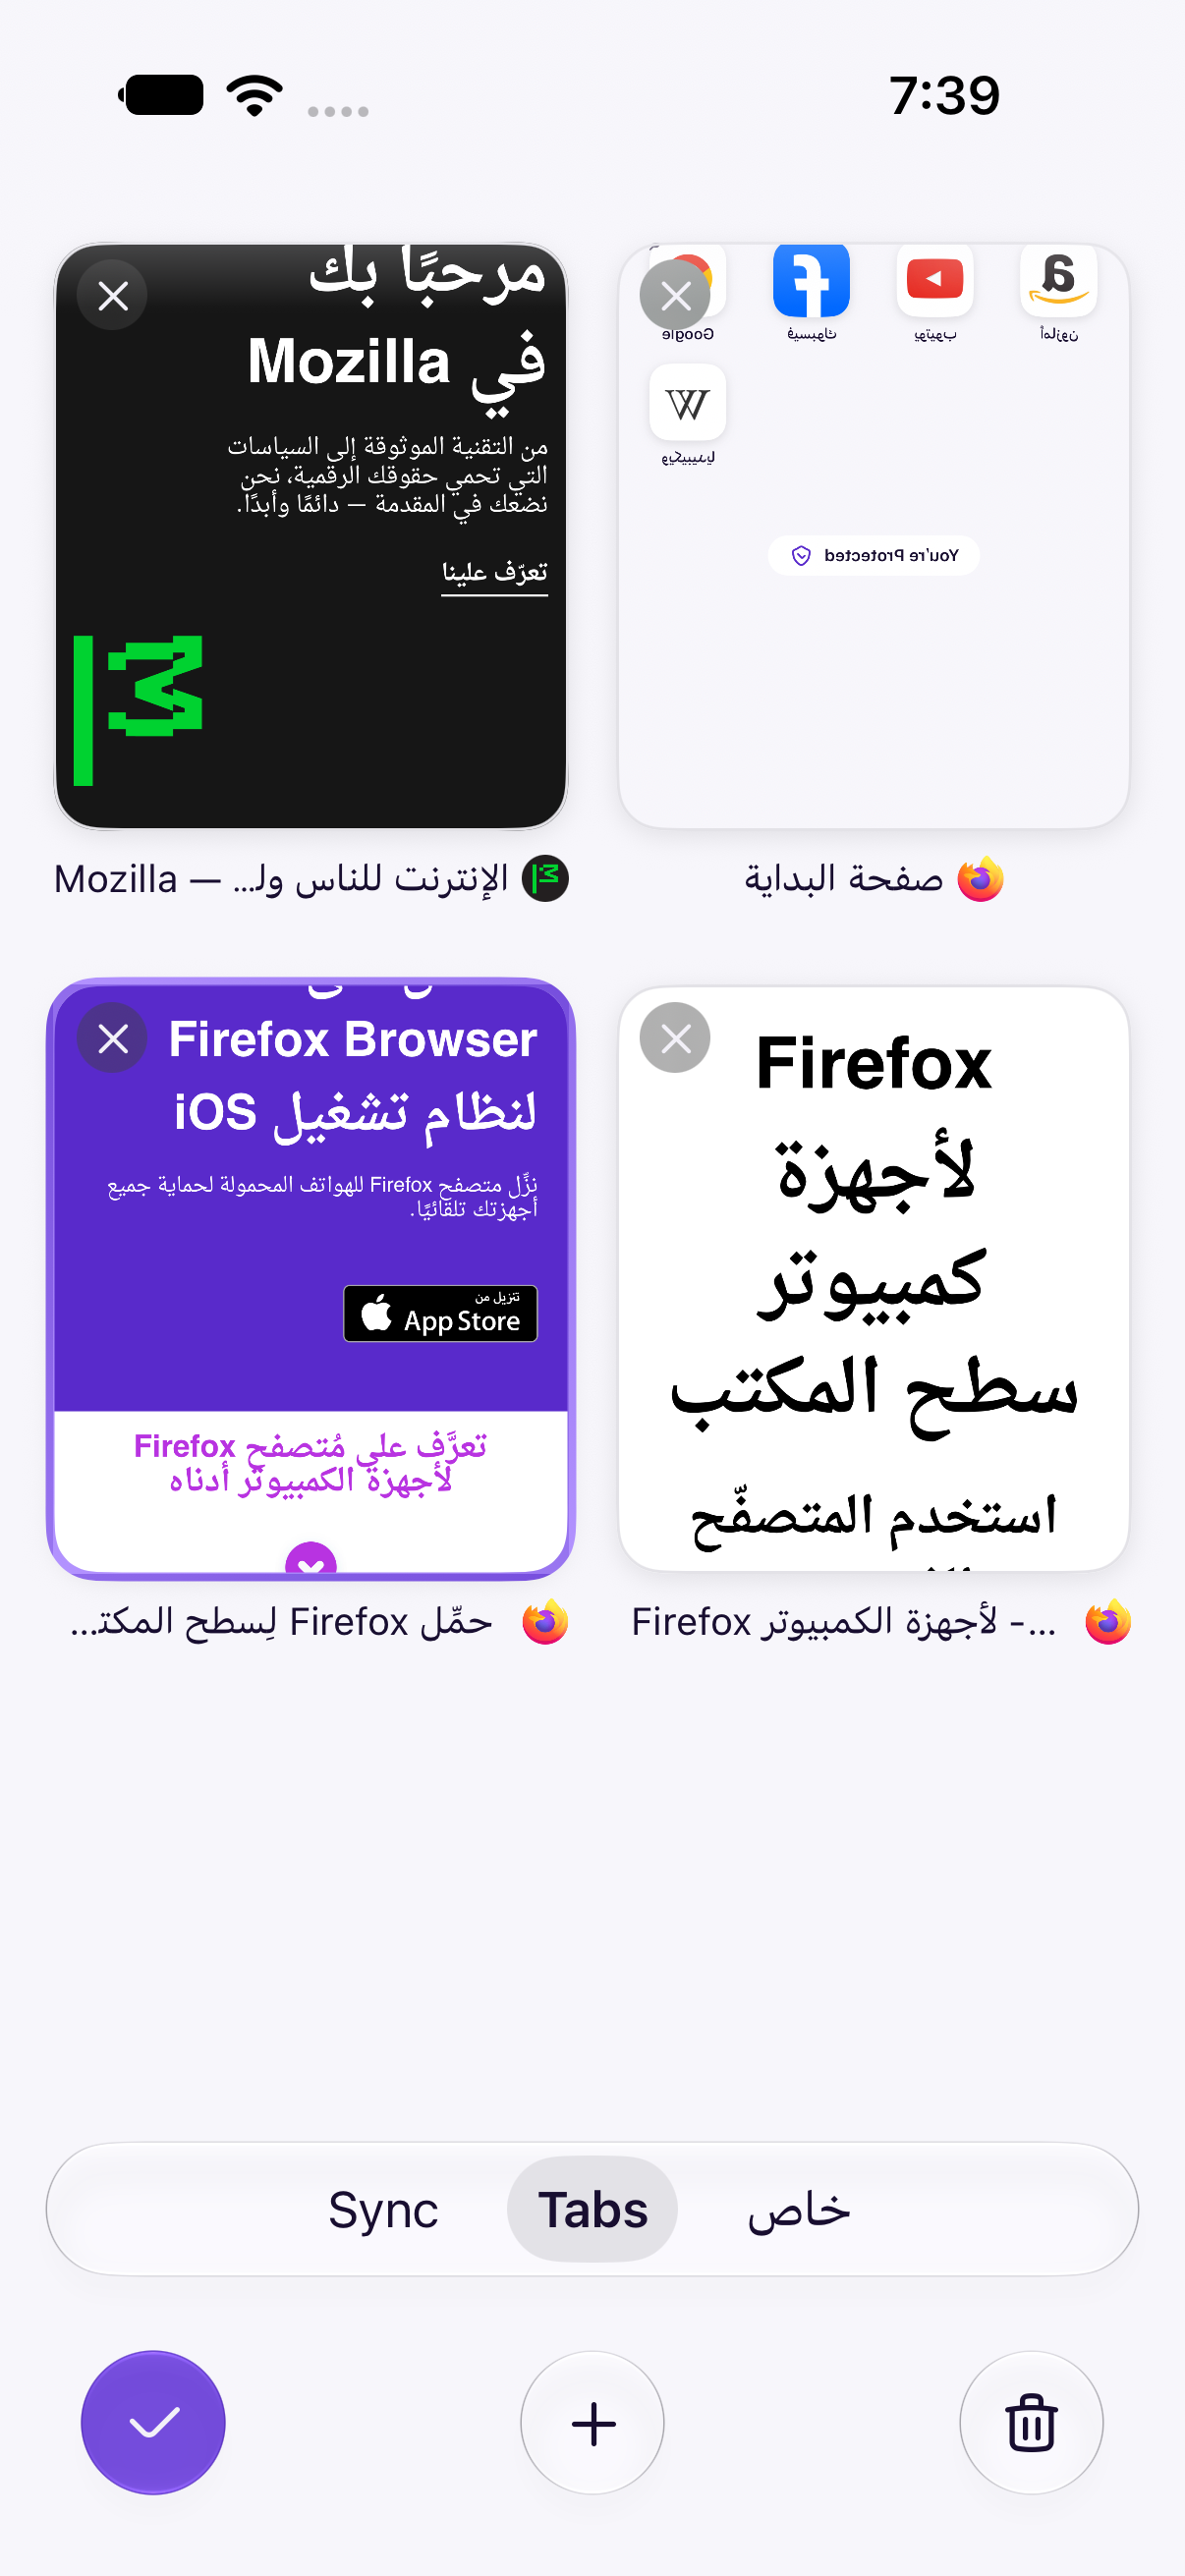 7:39
أمازون
يوتيوب
فيسبوك
Google
ويكيبيديا
You're Protected
صفحة البداية
مرحبًا بك
في Mozilla
من التقنية الموثوقة إلى السياسات
التي تحمي حقوقك الرقمية، نحن
نضعك في المقدمة — دائمًا وأبدًا.
تعرّف علينا
الإنترنت للناس ولـ... — Mozilla
Firefox
لأجهزة
كمبيوتر
سطح المكتب
استخدم المتصفّح
Firefox لأجهزة الكمبيوتر -...
Firefox Browser
لنظام تشغيل iOS
نزِّل متصفح Firefox للهواتف المحمولة لحماية جميع
أجهزتك تلقائيًا.
تنزيل من
App Store
تعرَّف على مُتصفح Firefox
لأجهزة الكمبيوتر أدناه
حمِّل Firefox لِسطح المكتـ...
خاص
Tabs
Sync